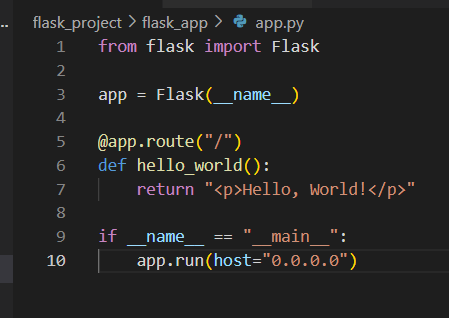 flask_project > flask_app > app.py
1 from flask import Flask
2
3 app = Flask(__name__)
4
5 @app.route("/")
6 def hello_world():
7     return "<p>Hello, World!</p>"
8
9 if __name__ == "__main__":
10     app.run(host="0.0.0.0")